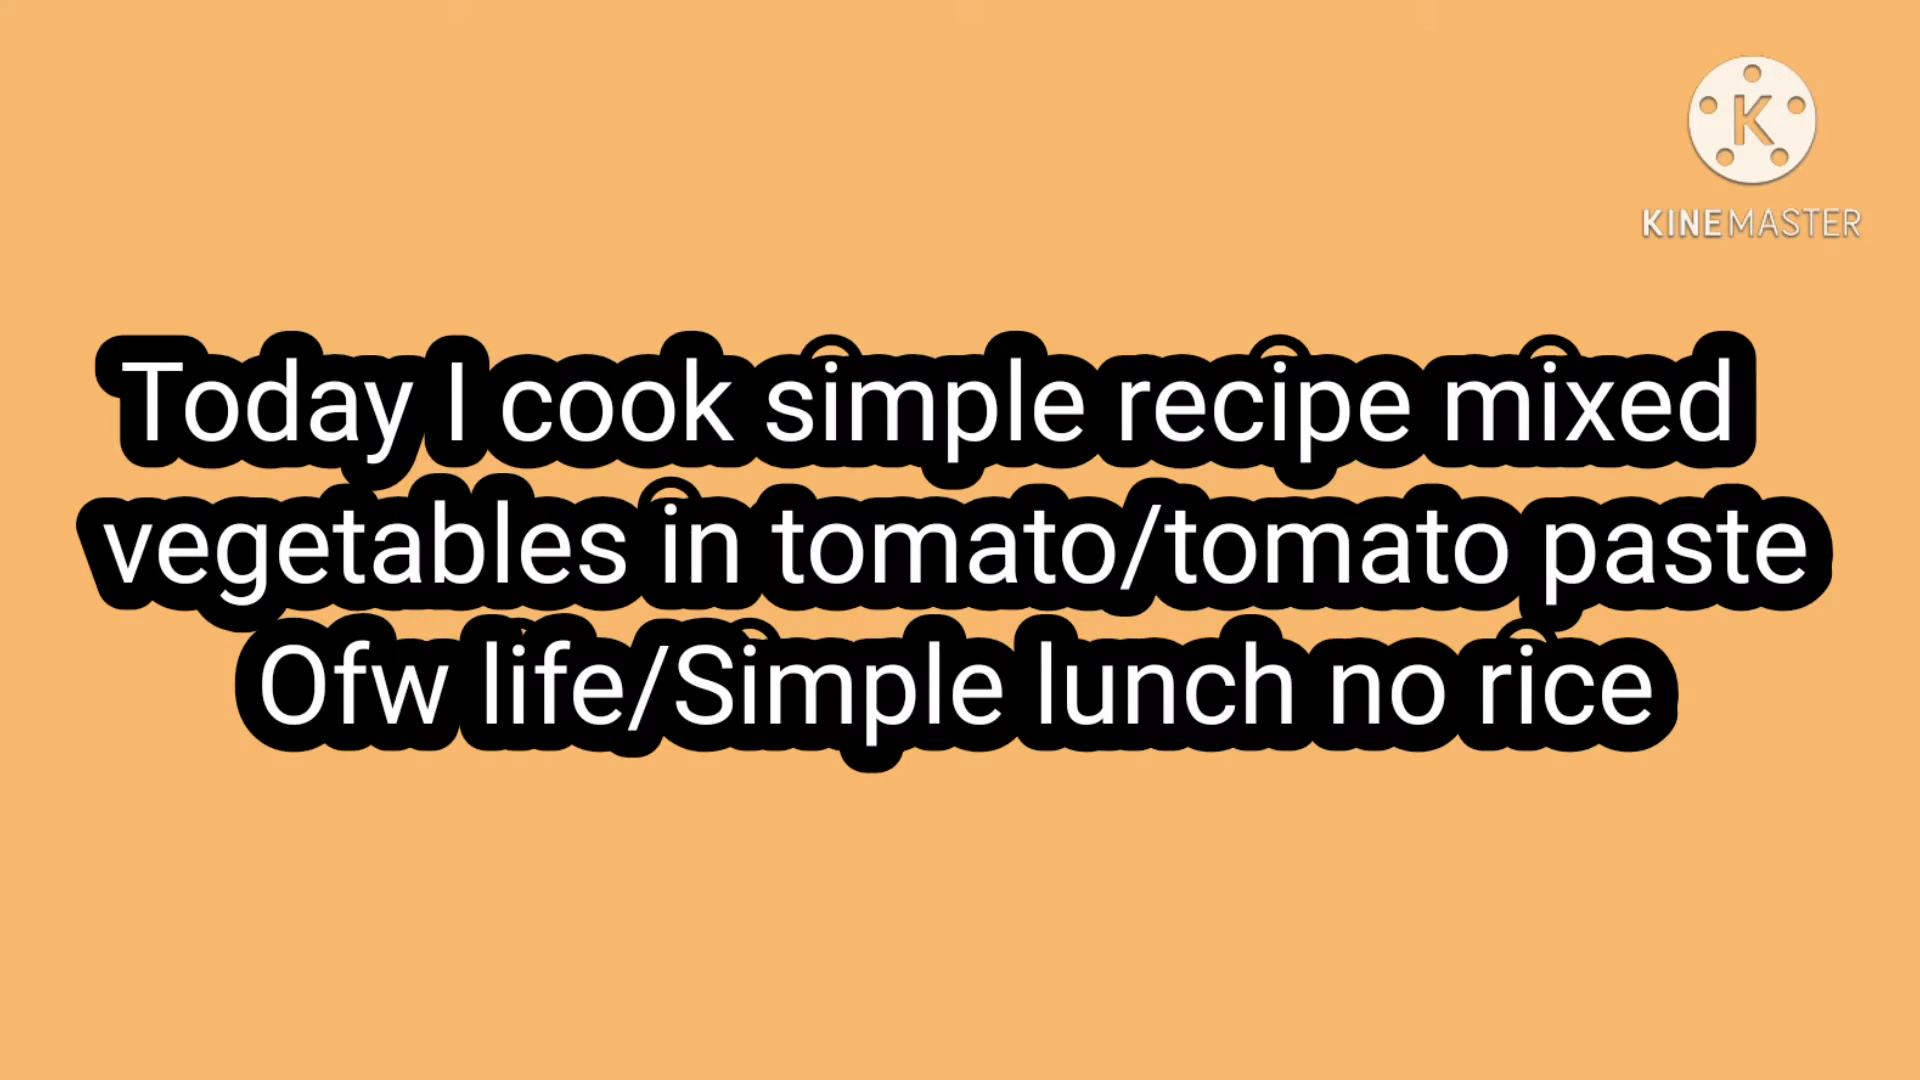 K
KINEMASTER
Today I cook simple recipe mixed
vegetables in tomato/tomato paste
Ofw life/Simple lunch no rice